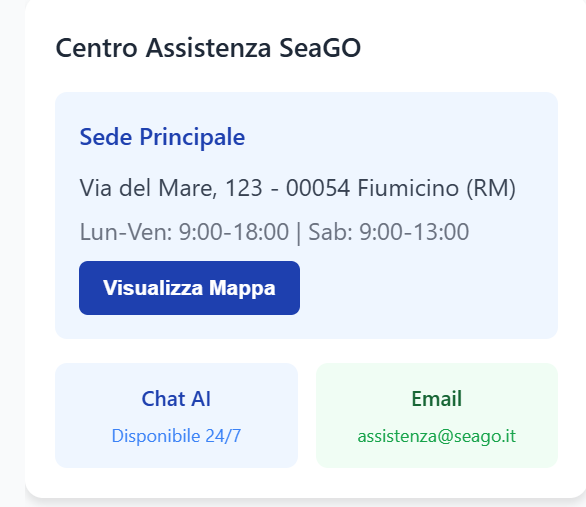 Centro Assistenza SeaGO
Sede Principale
Via del Mare, 123 - 00054 Fiumicino (RM)
Lun-Ven: 9:00-18:00 | Sab: 9:00-13:00
Visualizza Mappa
Chat AI
Disponibile 24/7
Email
assistenza@seago.it